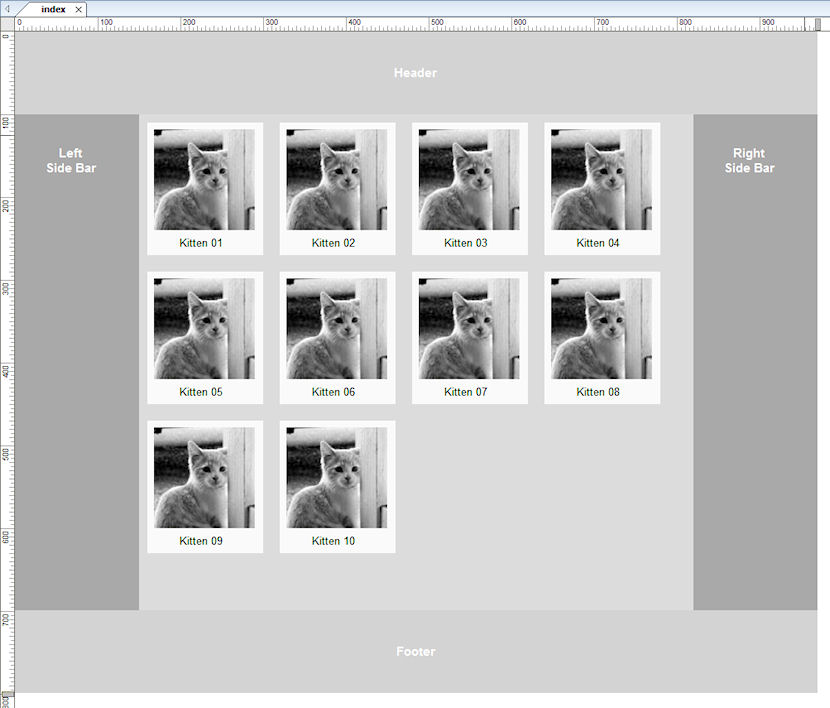 index
0 100 200 300 400 500 600 700 800 900
0
100
200
300
400
500
600
700
800
Header
Left
Side Bar
Right
Side Bar
Kitten 01 Kitten 02 Kitten 03 Kitten 04
Kitten 05 Kitten 06 Kitten 07 Kitten 08
Kitten 09 Kitten 10
Footer